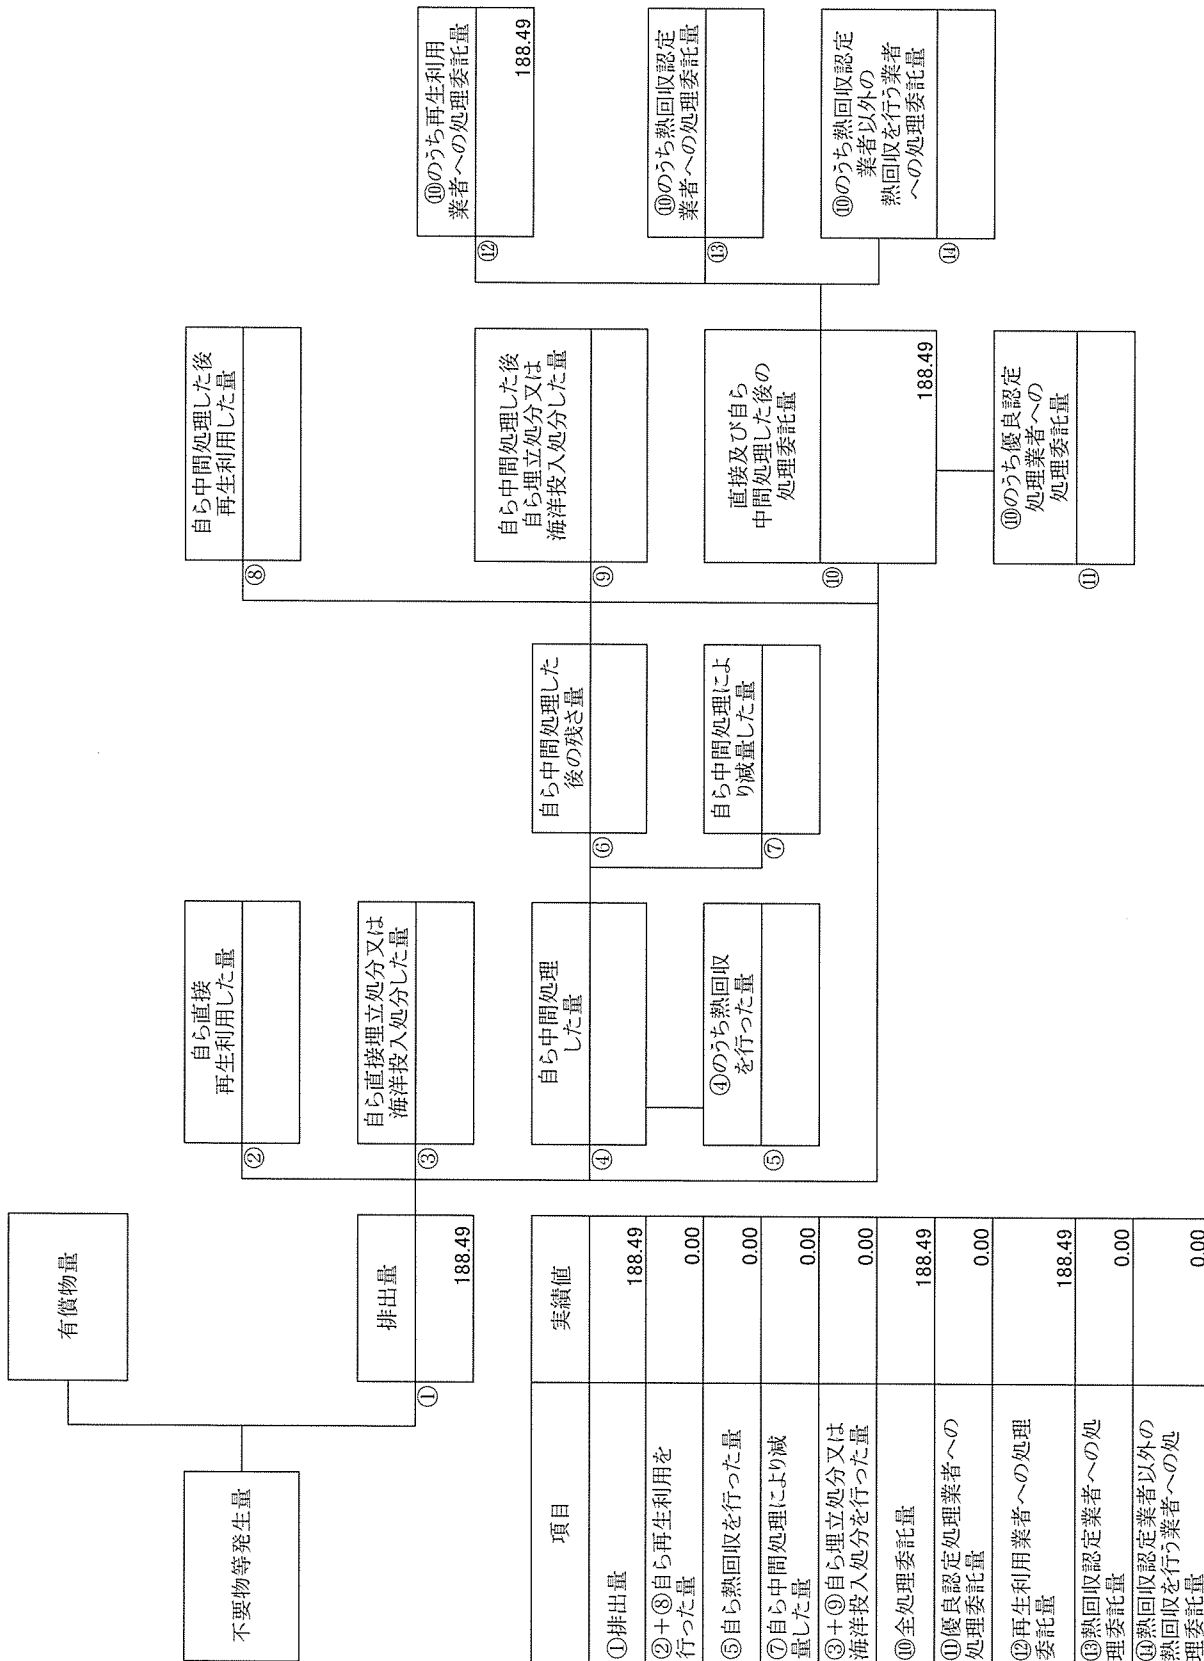 不要物等発生量
有償物量
①
排出量
188.49
②
自ら直接
再生利用した量
③
自ら直接埋立処分又は
海洋投入処分した量
④
自ら中間処理
した量
⑤
④のうち熱回収
を行った量
⑥
自ら中間処理した
後の残さ量
⑦
自ら中間処理によ
り減量した量
⑧
自ら中間処理した後
再生利用した量
⑨
自ら中間処理した後
自ら埋立処分又は
海洋投入処分した量
⑩
直接及び自ら
中間処理した後の
処理委託量
188.49
⑪
⑩のうち優良認定
処理業者への
処理委託量
⑫
⑩のうち再生利用
業者への処理委託量
188.49
⑬
⑩のうち熱回収認定
業者への処理委託量
⑭
⑩のうち熱回収認定
業者以外の
熱回収を行う業者
への処理委託量
項目
実績値
①排出量
188.49
②+⑧自ら再生利用を
行った量
0.00
⑤自ら熱回収を行った量
0.00
⑦自ら中間処理により減
量した量
0.00
③+⑨自ら埋立処分又は
海洋投入処分を行った量
0.00
⑩全処理委託量
188.49
⑪優良認定処理業者への
処理委託量
0.00
⑫再生利用業者への処理
委託量
188.49
⑬熱回収認定業者への処
理委託量
0.00
⑭熱回収認定業者以外の
熱回収を行う業者への処
理委託量
0.00